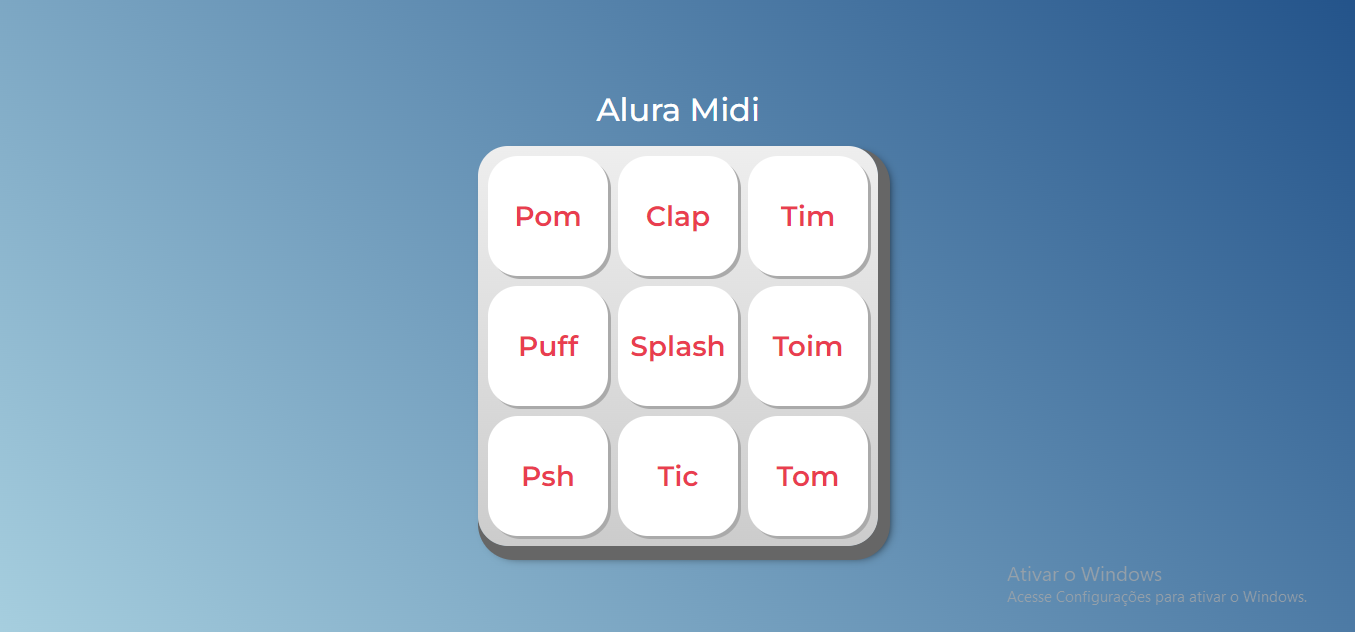 Alura Midi
Pom Clap Tim
Puff Splash Toim
Psh Tic Tom
Ativar o Windows
Acesse Configurações para ativar o Windows.